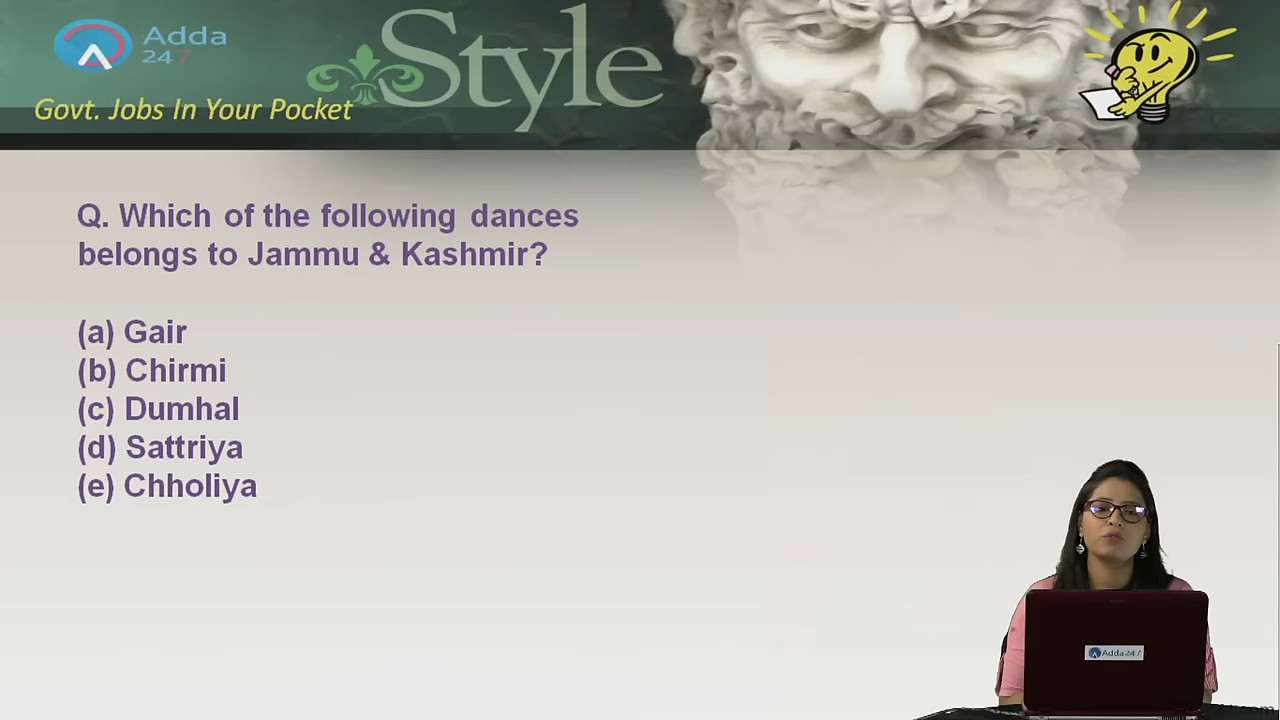 Adda
247
Style
Govt. Jobs In Your Pocket
Q. Which of the following dances
belongs to Jammu & Kashmir?
(a) Gair
(b) Chirmi
(c) Dumhal
(d) Sattriya
(e) Chholiya
Adda247